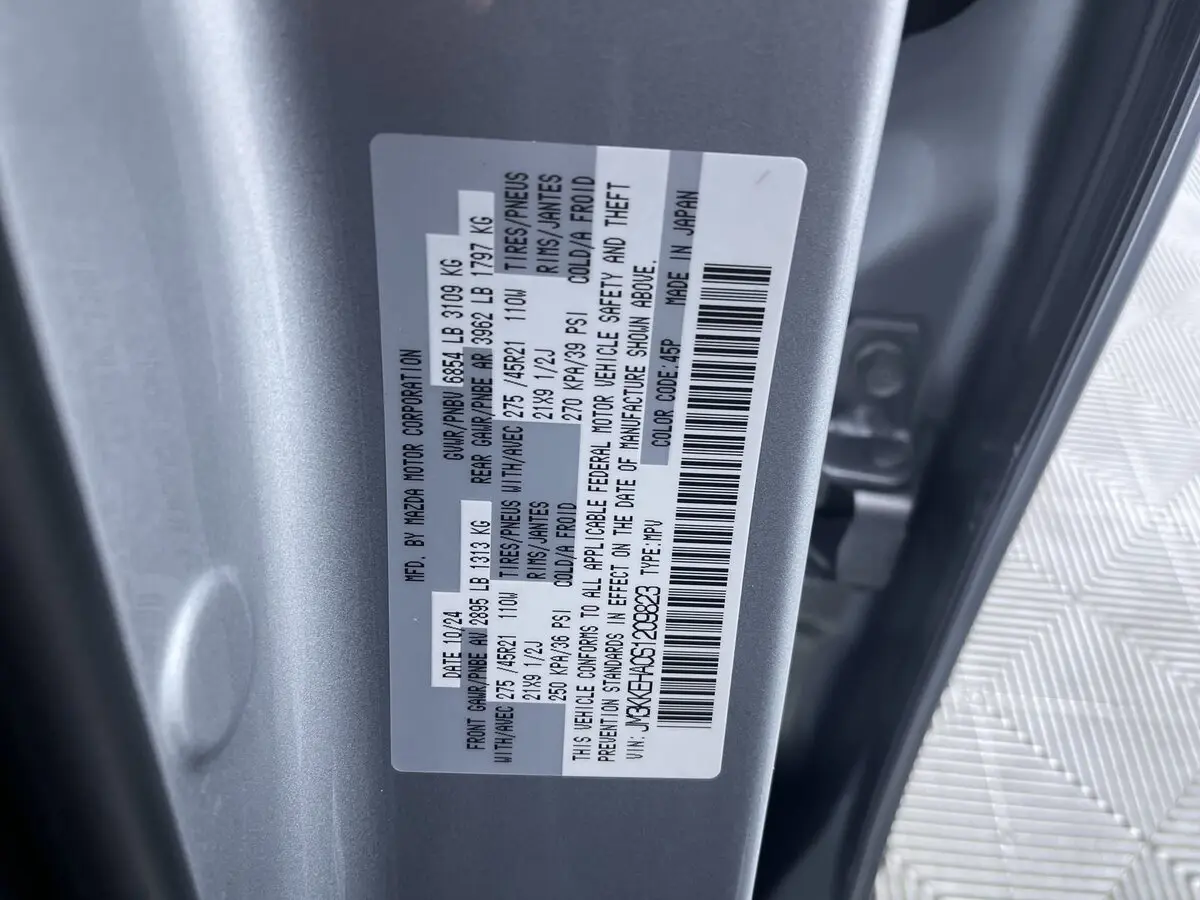 MFD. BY MAZDA MOTOR CORPORATION
DATE 10/24 GVWR/PNBV 6854 LB 3109 KG
FRONT GAWR/PNBE AV 2895 LB 1313 KG REAR GAWR/PNBE AR 3962 LB 1797 KG
WITH/AVEC 275 /45R21 110W TIRES/PNEUS WITH/AVEC 275 /45R21 110W TIRES/PNEUS
21X9 1/2J RIMS/JANTES 21X9 1/2J RIMS/JANTES
250 KPA/36 PSI COLD/A FROID 270 KPA/39 PSI COLD/A FROID
THIS VEHICLE CONFORMS TO ALL APPLICABLE FEDERAL MOTOR VEHICLE SAFETY AND THEFT
PREVENTION STANDARDS IN EFFECT ON THE DATE OF MANUFACTURE SHOWN ABOVE.
VIN: JM3KKEHA0S1209823 TYPE:MPV COLOR CODE:45P MADE IN JAPAN